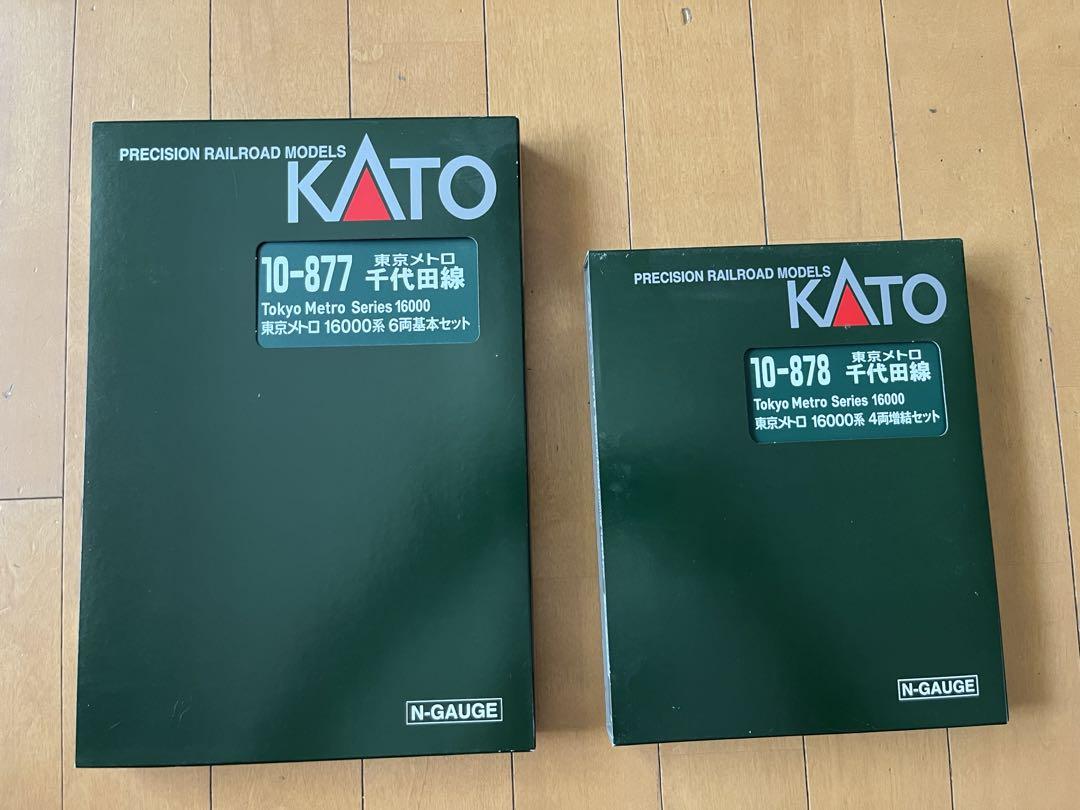 PRECISION RAILROAD MODELS
KATO
10-877
東京メトロ
千代田線
Tokyo Metro Series 16000
東京メトロ 16000系 6両基本セット
N-GAUGE
PRECISION RAILROAD MODELS
KATO
10-878
東京メトロ
千代田線
Tokyo Metro Series 16000
東京メトロ 16000系 4両増結セット
N-GAUGE